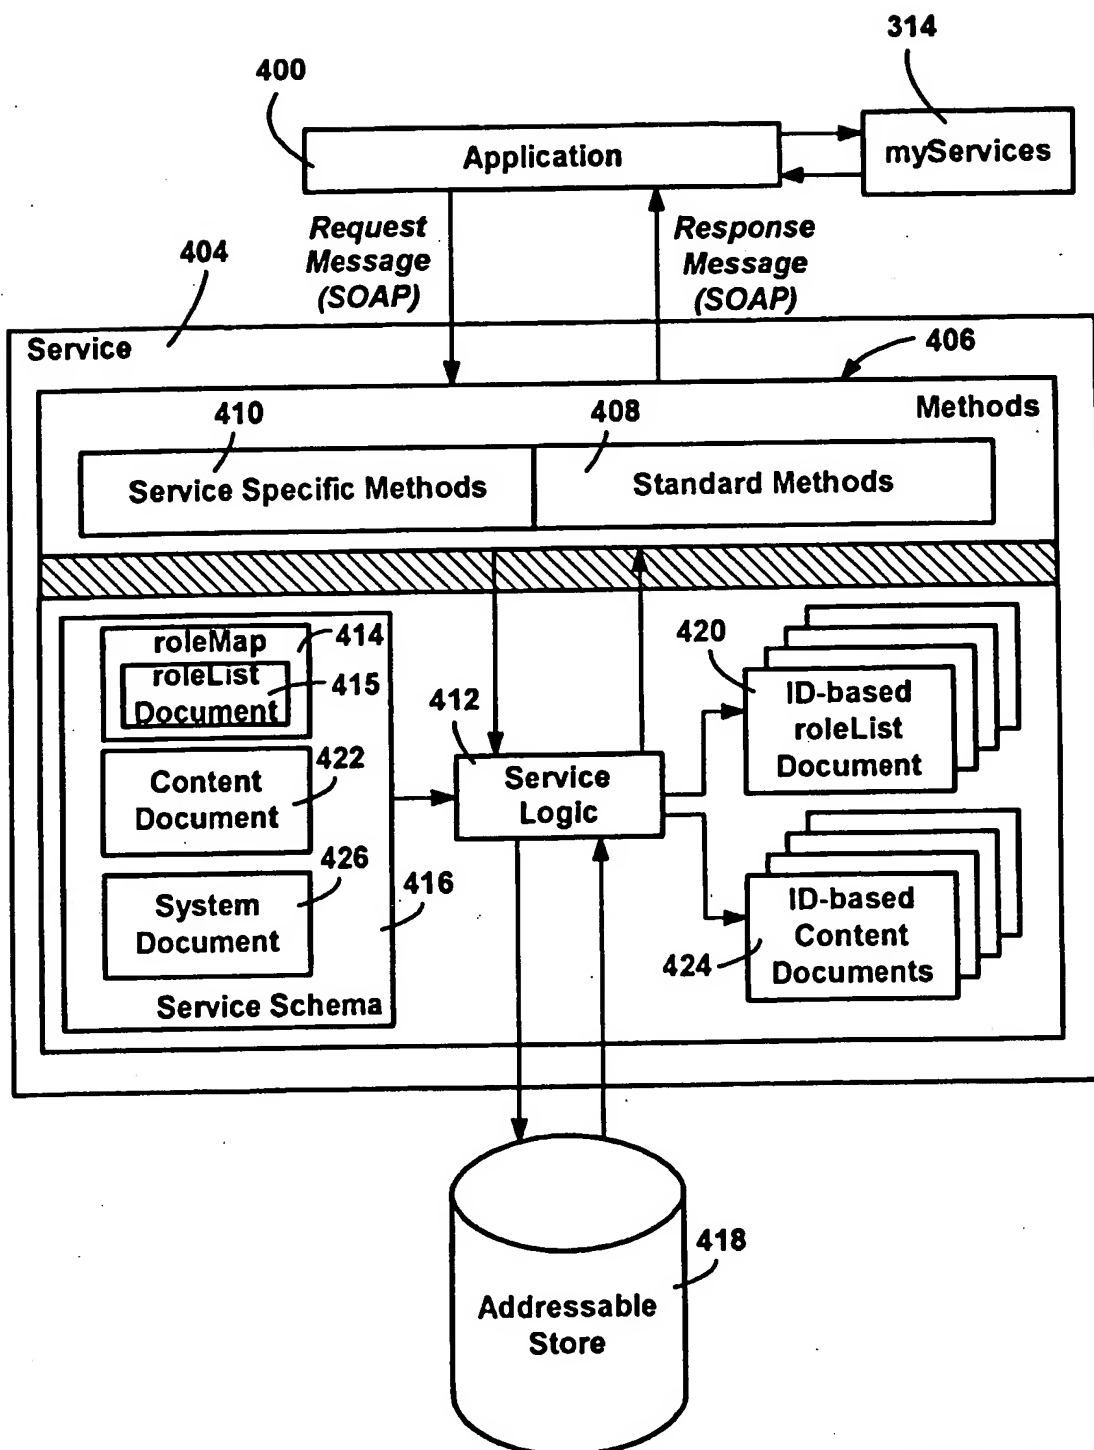 314
400
Application
myServices
Request
Message
(SOAP)
Response
Message
(SOAP)
404
Service
406
Methods
410
408
Service Specific Methods
Standard Methods
roleMap
414
roleList
Document
415
420
ID-based
roleList
Document
412
Service
Logic
Content
Document
422
426
System
Document
416
Service Schema
ID-based
Content
Documents
424
418
Addressable
Store